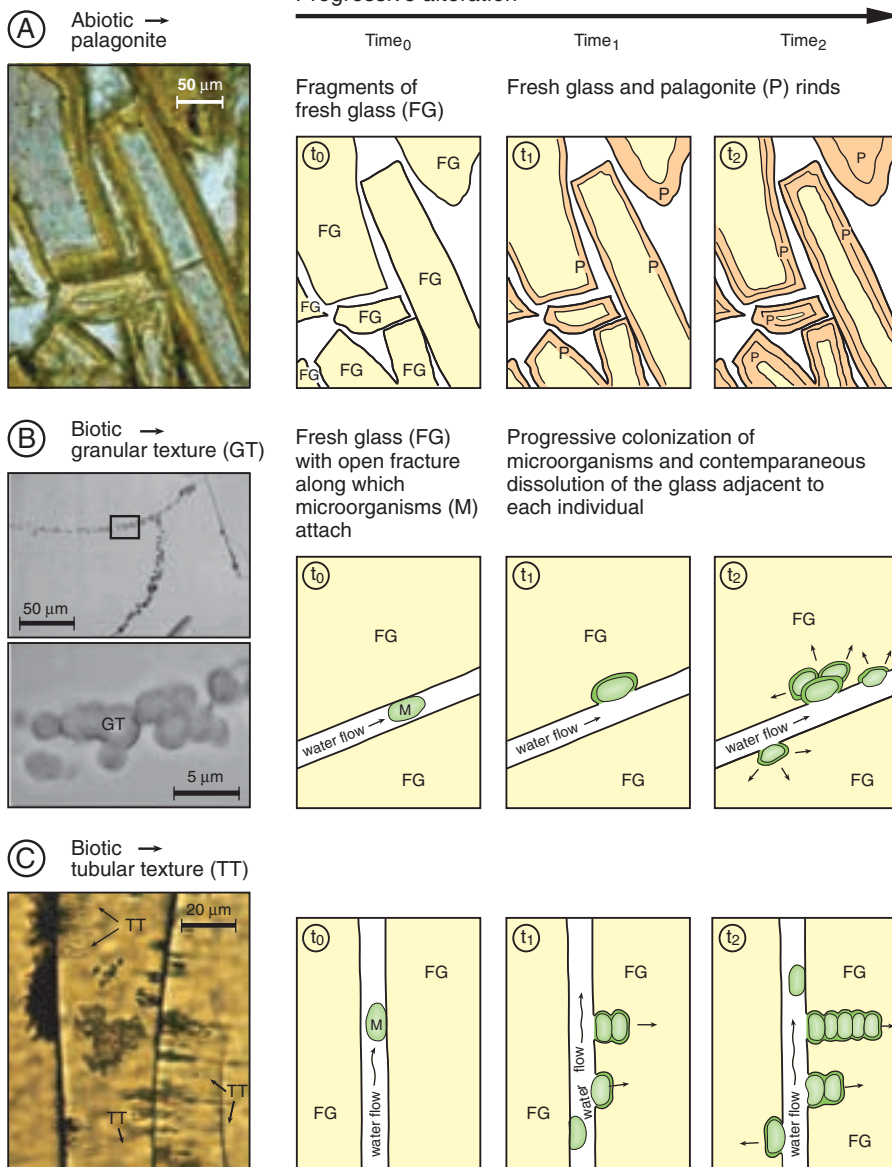 Progressive alteration
A Abiotic →
palagonite
Time0 Time1 Time2
50 µm
Fragments of
fresh glass (FG)
Fresh glass and palagonite (P) rinds
t0
FG
FG
FG
FG
FG
FG
FG
FG
t1
P
P
P
P
t2
P
P
P
P
P
B Biotic →
granular texture (GT)
Fresh glass (FG)
with open fracture
along which
microorganisms (M)
attach
Progressive colonization of
microorganisms and contemparaneous
dissolution of the glass adjacent to
each individual
50 µm
GT
5 µm
t0
FG
M
water flow →
FG
t1
FG
water flow →
FG
t2
FG
water flow →
FG
C Biotic →
tubular texture (TT)
20 µm
TT
TT
TT
t0
FG
M
water flow
FG
t1
FG
water flow
FG
t2
FG
water flow
FG